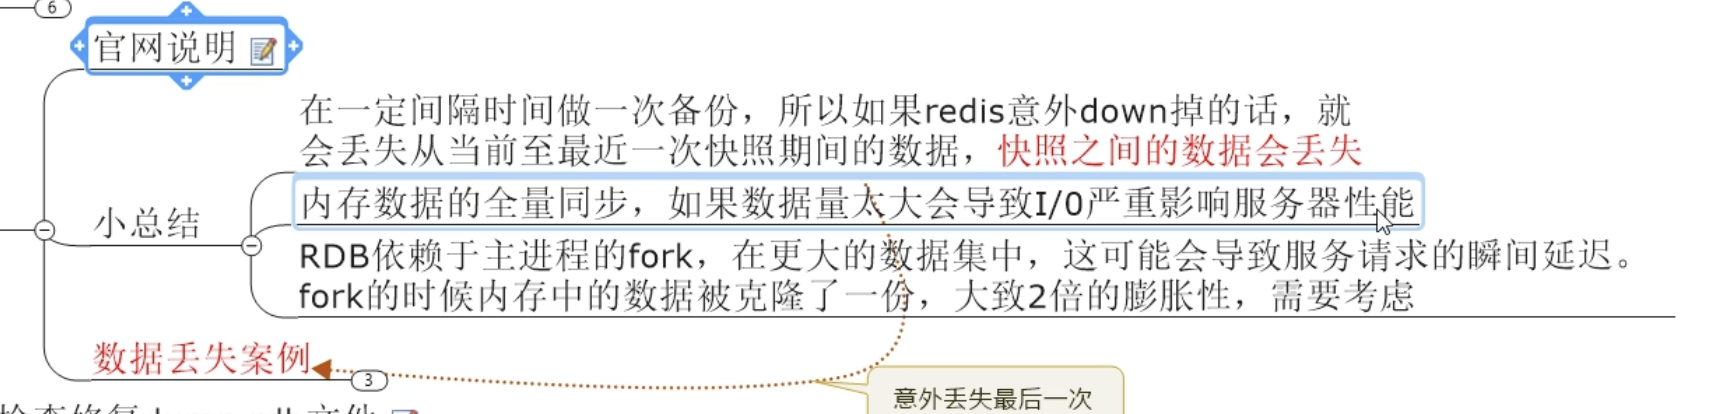 6
官网说明
在一定间隔时间做一次备份，所以如果redis意外down掉的话，就
会丢失从当前至最近一次快照期间的数据，快照之间的数据会丢失
内存数据的全量同步，如果数据量太大会导致I/0严重影响服务器性能
小总结
RDB依赖于主进程的fork，在更大的数据集中，这可能会导致服务请求的瞬间延迟。
fork的时候内存中的数据被克隆了一份，大致2倍的膨胀性，需要考虑
数据丢失案例
3
意外丢失最后一次